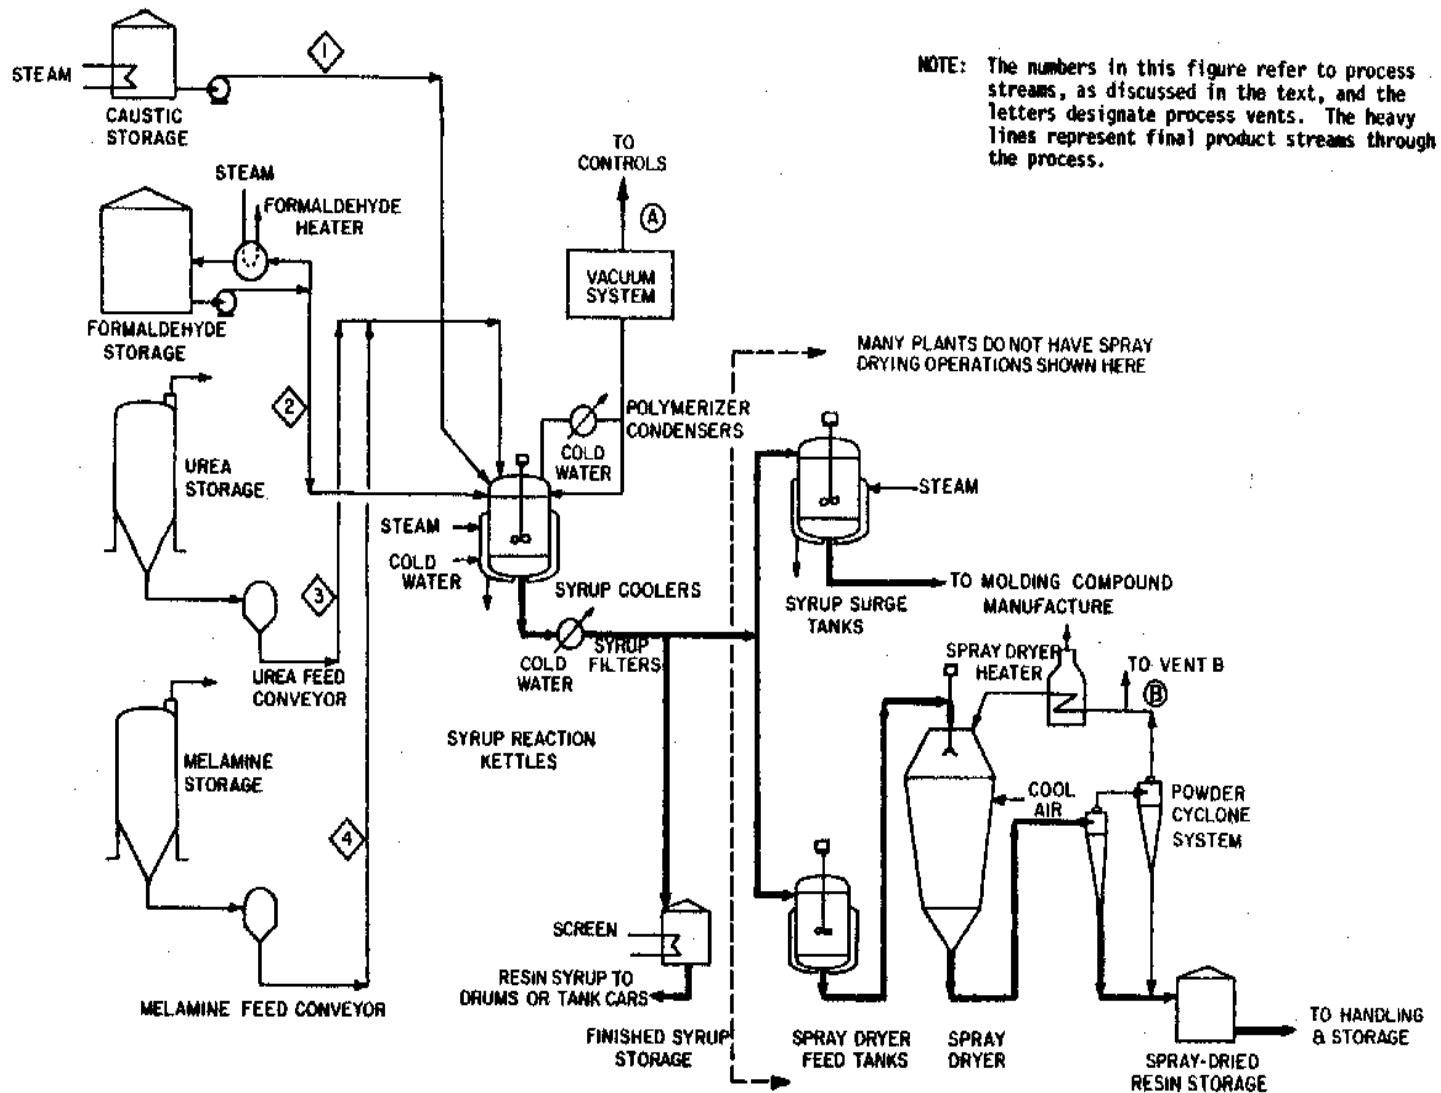 1
STEAM
CAUSTIC
STORAGE
NOTE: The numbers in this figure refer to process
streams, as discussed in the text, and the
letters designate process vents. The heavy
lines represent final product streams through
the process.
TO
CONTROLS
A
STEAM
FORMALDEHYDE
HEATER
VACUUM
SYSTEM
FORMALDEHYDE
STORAGE
MANY PLANTS DO NOT HAVE SPRAY
DRYING OPERATIONS SHOWN HERE
2
POLYMERIZER
CONDENSERS
COLD
WATER
UREA
STORAGE
STEAM
STEAM
COLD
WATER
3
SYRUP COOLERS
TO MOLDING COMPOUND
MANUFACTURE
SYRUP SURGE
TANKS
SYRUP
FILTERS
COLD
WATER
UREA FEED
CONVEYOR
SPRAY DRYER
HEATER
TO VENT B
B
SYRUP REACTION
KETTLES
MELAMINE
STORAGE
COOL
AIR
POWDER
CYCLONE
SYSTEM
4
SCREEN
RESIN SYRUP TO
DRUMS OR TANK CARS
MELAMINE FEED CONVEYOR
FINISHED SYRUP
STORAGE
SPRAY DRYER
FEED TANKS
SPRAY
DRYER
TO HANDLING
& STORAGE
SPRAY-DRIED
RESIN STORAGE